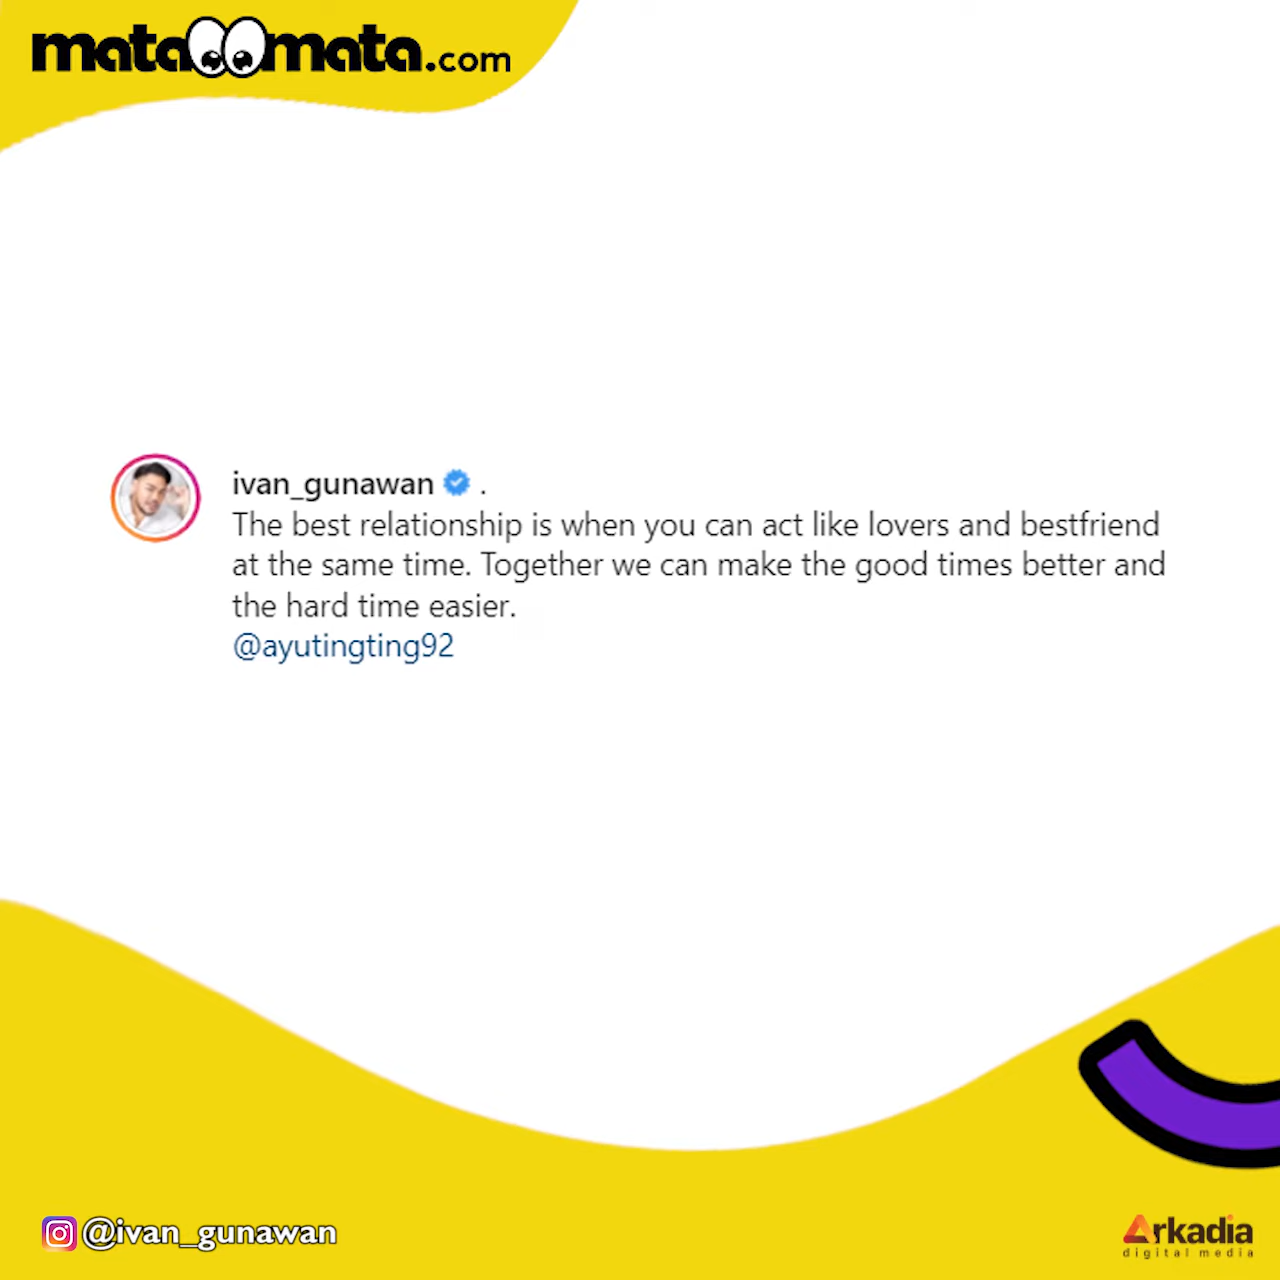 matamata.com
ivan_gunawan .
The best relationship is when you can act like lovers and bestfriend
at the same time. Together we can make the good times better and
the hard time easier.
@ayutingting92
@ivan_gunawan
Arkadia
digital media